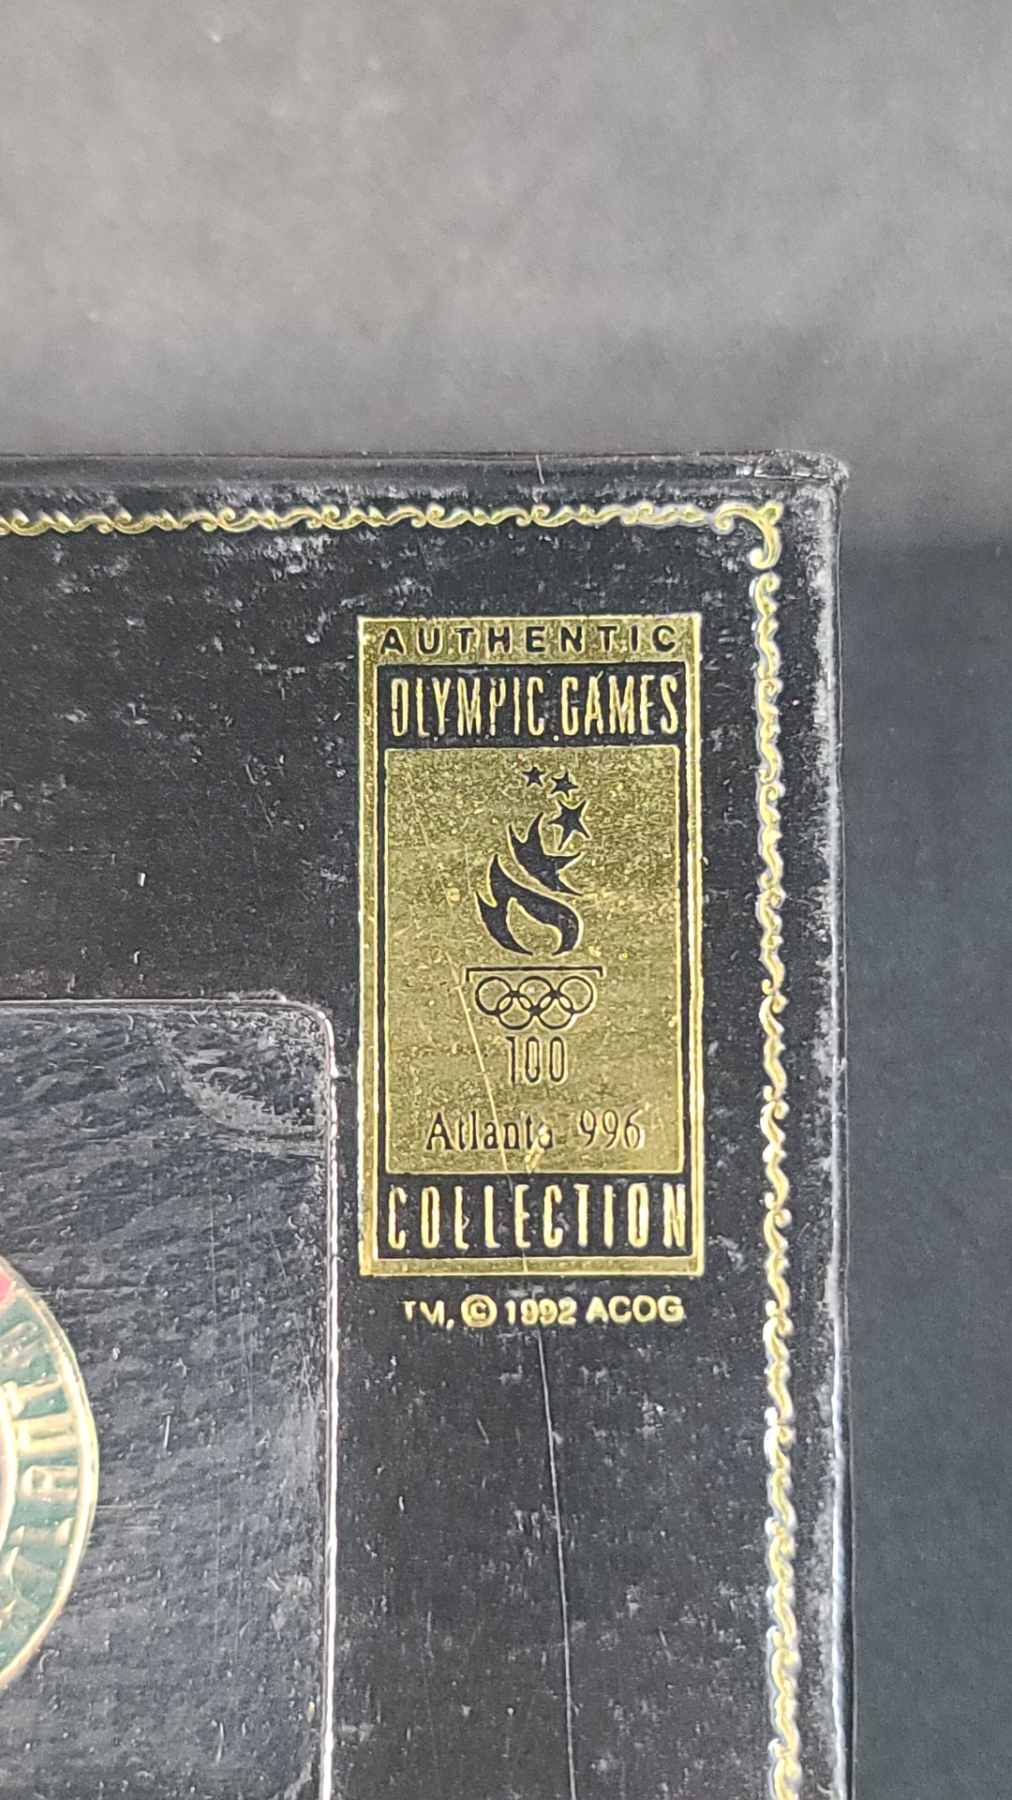 AUTHENTIC
OLYMPIC GAMES
100
Atlanta 996
COLLECTION
TM, © 1992 ACOG